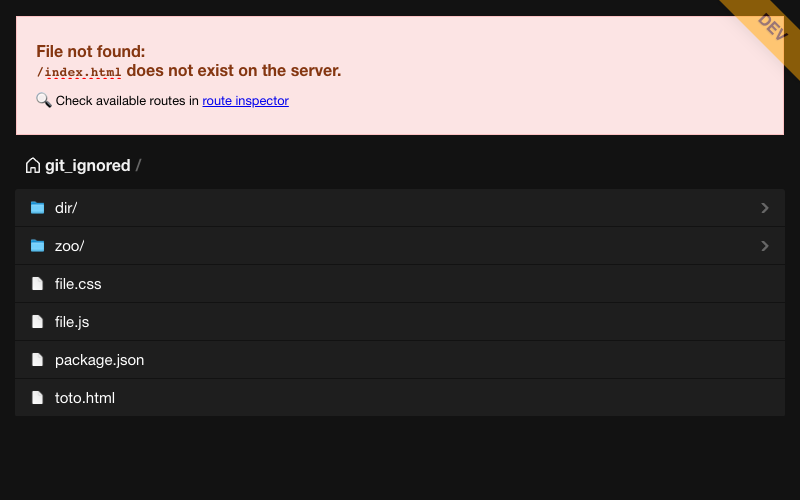 DEV
File not found:
/index.html does not exist on the server.
🔍 Check available routes in route inspector
git_ignored /
dir/
zoo/
file.css
file.js
package.json
toto.html